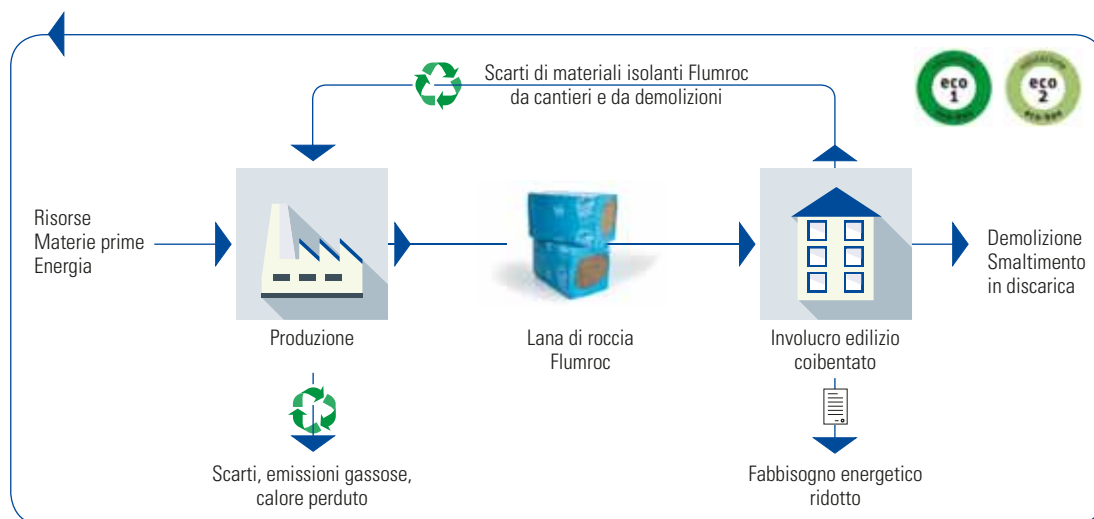 Scarti di materiali isolanti Flumroc
da cantieri e da demolizioni
eco
1
eco
2
Risorse
Materie prime
Energia
Demolizione
Smaltimento
in discarica
Produzione
Lana di roccia
Flumroc
Involucro edilizio
coibentato
Scarti, emissioni gassose,
calore perduto
Fabbisogno energetico
ridotto